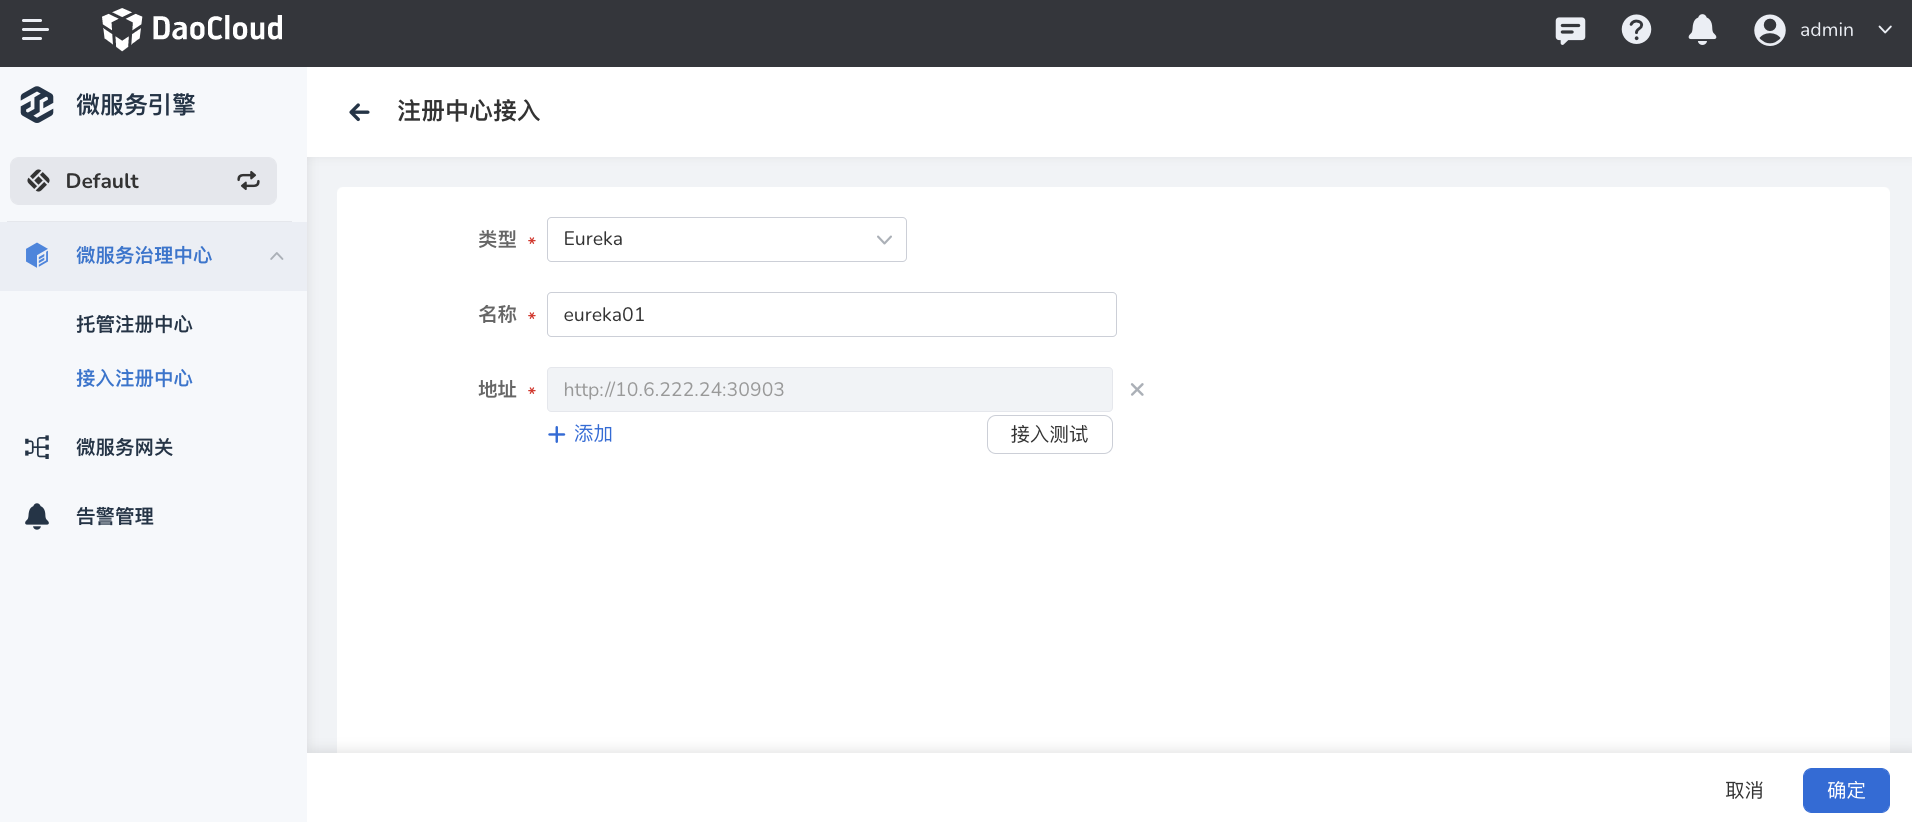 DaoCloud
admin
微服务引擎
Default
微服务治理中心
托管注册中心
接入注册中心
微服务网关
告警管理
注册中心接入
类型 * Eureka
名称 * eureka01
地址 * http://10.6.222.24:30903
添加
接入测试
取消
确定